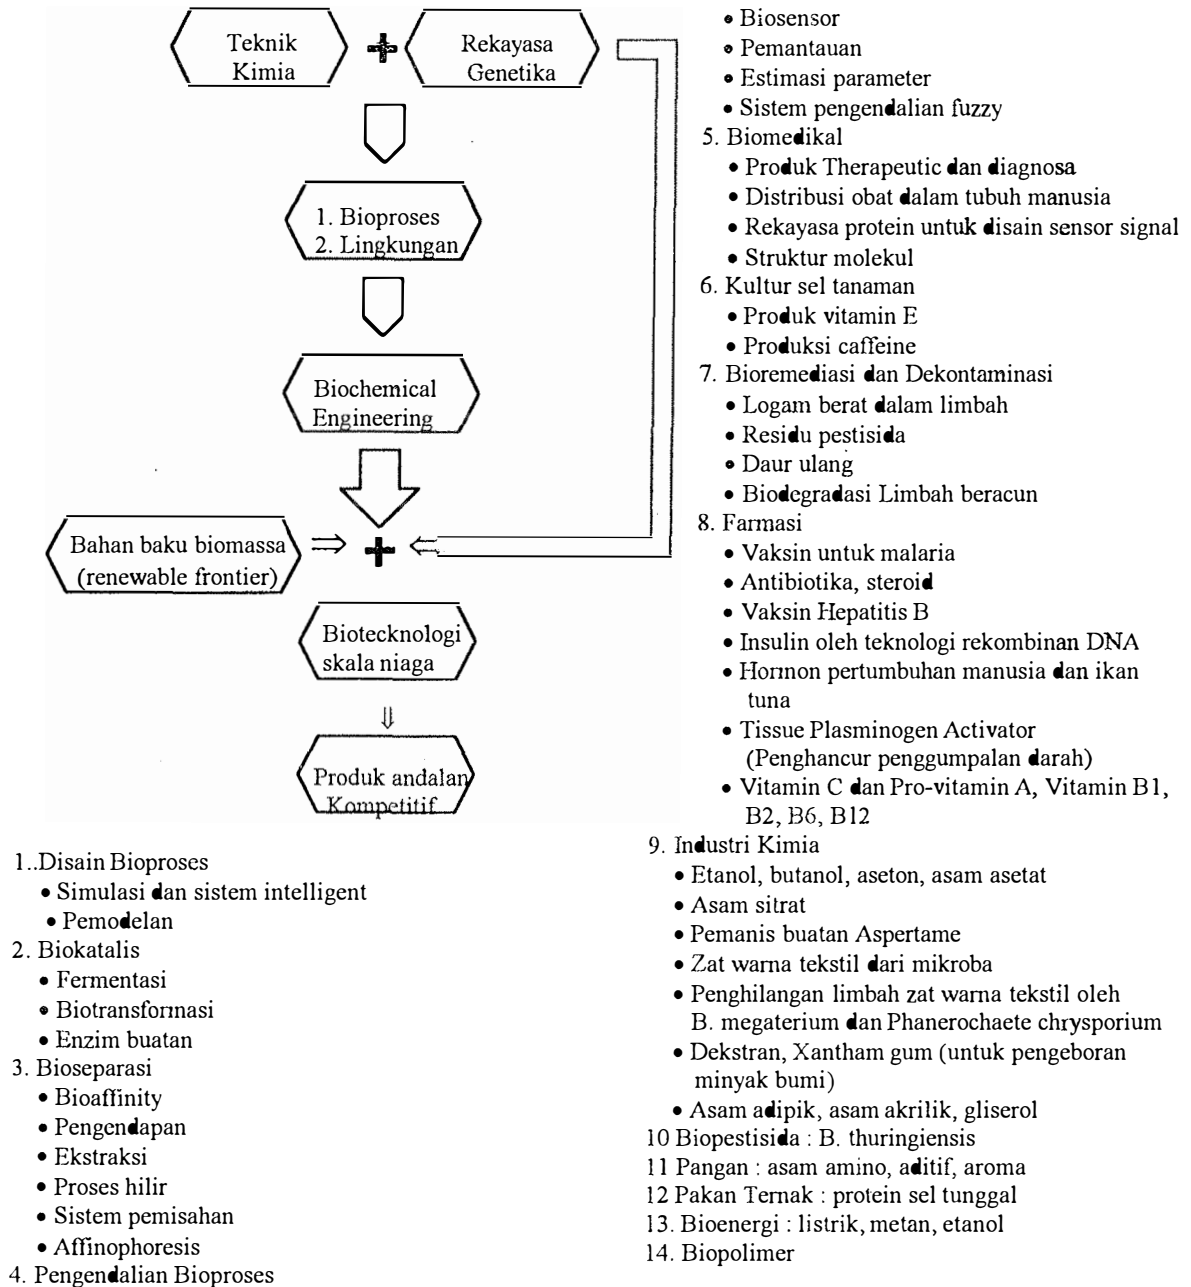 Teknik
Kimia
+
Rekayasa
Genetika
1. Bioproses
2. Lingkungan
Biochemical
Engineering
Bahan baku biomassa
(renewable frontier)
+
Biotecknologi
skala niaga
Produk andalan
Kompetitif
1..Disain Bioproses
• Simulasi dan sistem intelligent
• Pemodelan
2. Biokatalis
• Fermentasi
• Biotransformasi
• Enzim buatan
3. Bioseparasi
• Bioaffinity
• Pengendapan
• Ekstraksi
• Proses hilir
• Sistem pemisahan
• Affinophoresis
4. Pengendalian Bioproses
• Biosensor
• Pemantauan
• Estimasi parameter
• Sistem pengendalian fuzzy
5. Biomedikal
• Produk Therapeutic dan diagnosa
• Distribusi obat dalam tubuh manusia
• Rekayasa protein untuk disain sensor signal
• Struktur molekul
6. Kultur sel tanaman
• Produk vitamin E
• Produksi caffeine
7. Bioremediasi dan Dekontaminasi
• Logam berat dalam limbah
• Residu pestisida
• Daur ulang
• Biodegradasi Limbah beracun
8. Farmasi
• Vaksin untuk malaria
• Antibiotika, steroid
• Vaksin Hepatitis B
• Insulin oleh teknologi rekombinan DNA
• Hormon pertumbuhan manusia dan ikan
tuna
• Tissue Plasminogen Activator
(Penghancur penggumpalan darah)
• Vitamin C dan Pro-vitamin A, Vitamin B1,
B2, B6, B12
9. Industri Kimia
• Etanol, butanol, aseton, asam asetat
• Asam sitrat
• Pemanis buatan Aspertame
• Zat warna tekstil dari mikroba
• Penghilangan limbah zat warna tekstil oleh
B. megaterium dan Phanerochaete chrysporium
• Dekstran, Xantham gum (untuk pengeboran
minyak bumi)
• Asam adipik, asam akrilik, gliserol
10 Biopestisida : B. thuringiensis
11 Pangan : asam amino, aditif, aroma
12 Pakan Ternak : protein sel tunggal
13. Bioenergi : listrik, metan, etanol
14. Biopolimer